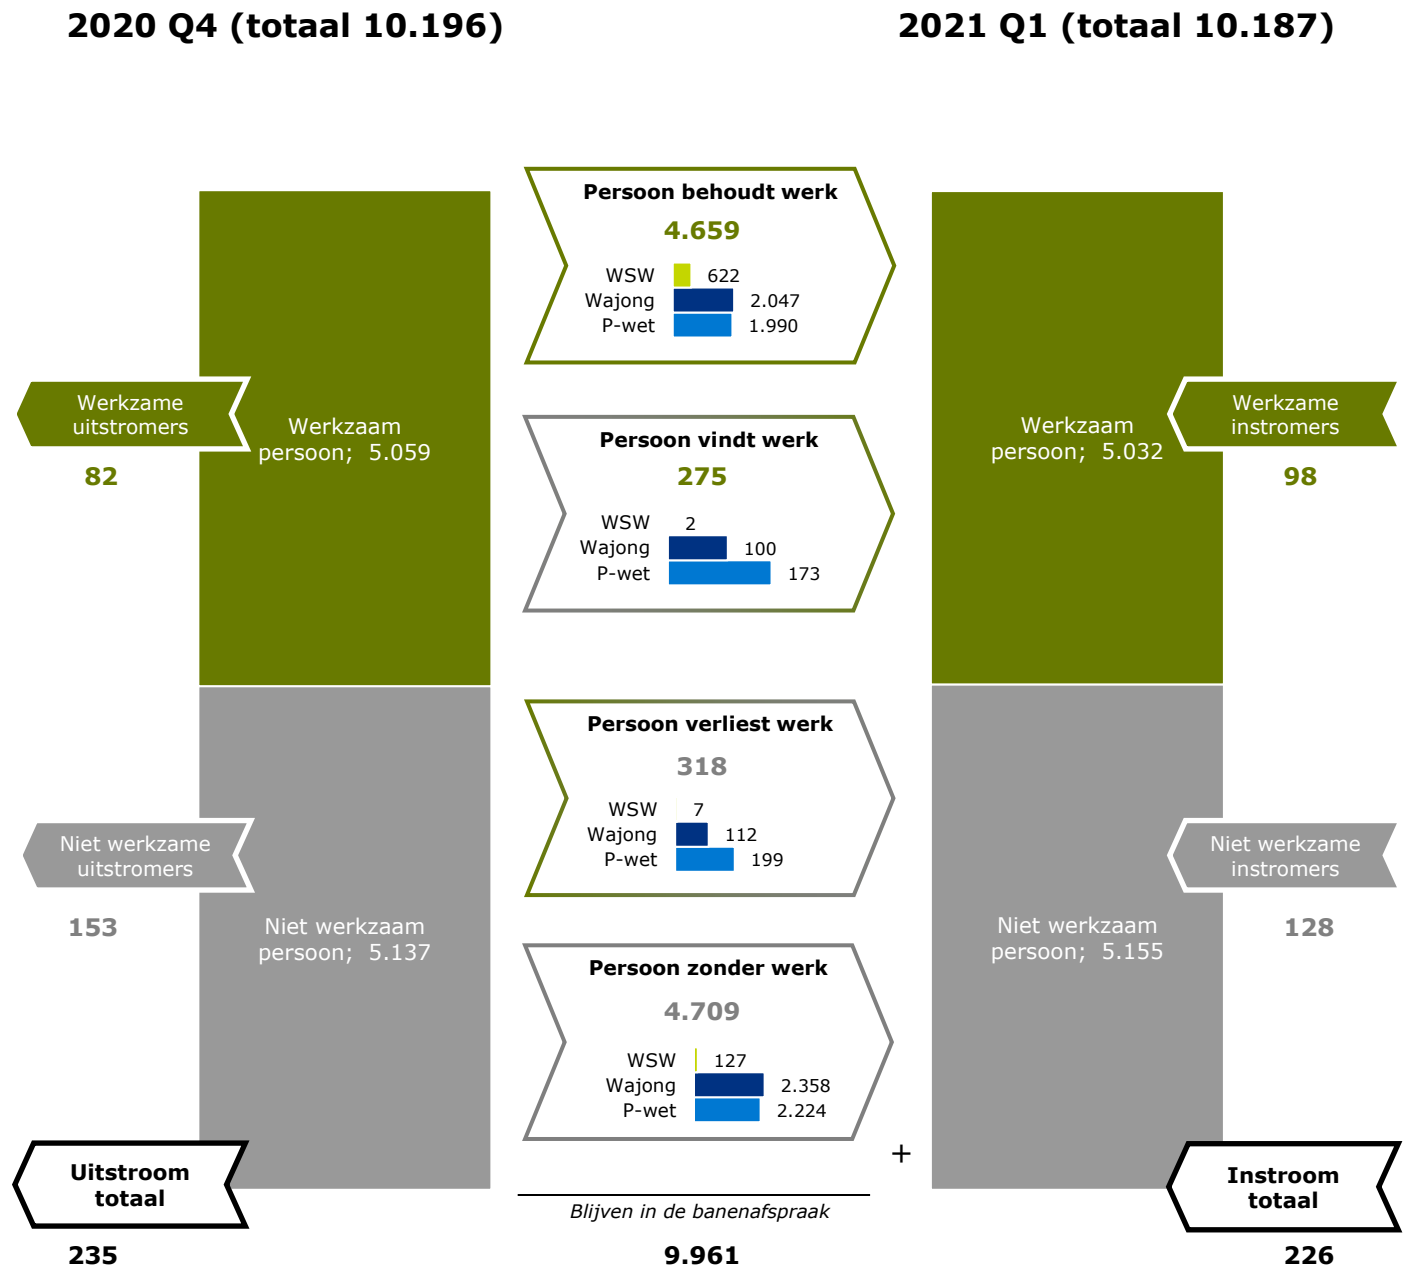 2020 Q4 (totaal 10.196)
2021 Q1 (totaal 10.187)
Persoon behoudt werk
4.659
WSW 622
Wajong 2.047
P-wet 1.990
Werkzame
uitstromers
82
Werkzaam
persoon; 5.059
Persoon vindt werk
275
WSW 2
Wajong 100
P-wet 173
Werkzaam
persoon; 5.032
Werkzame
instromers
98
Persoon verliest werk
318
WSW 7
Wajong 112
P-wet 199
Niet werkzame
uitstromers
153
Niet werkzaam
persoon; 5.137
Niet werkzaam
persoon; 5.155
Niet werkzame
instromers
128
Persoon zonder werk
4.709
WSW 127
Wajong 2.358
P-wet 2.224
+
Uitstroom
totaal
235
Blijven in de banenafspraak
9.961
Instroom
totaal
226